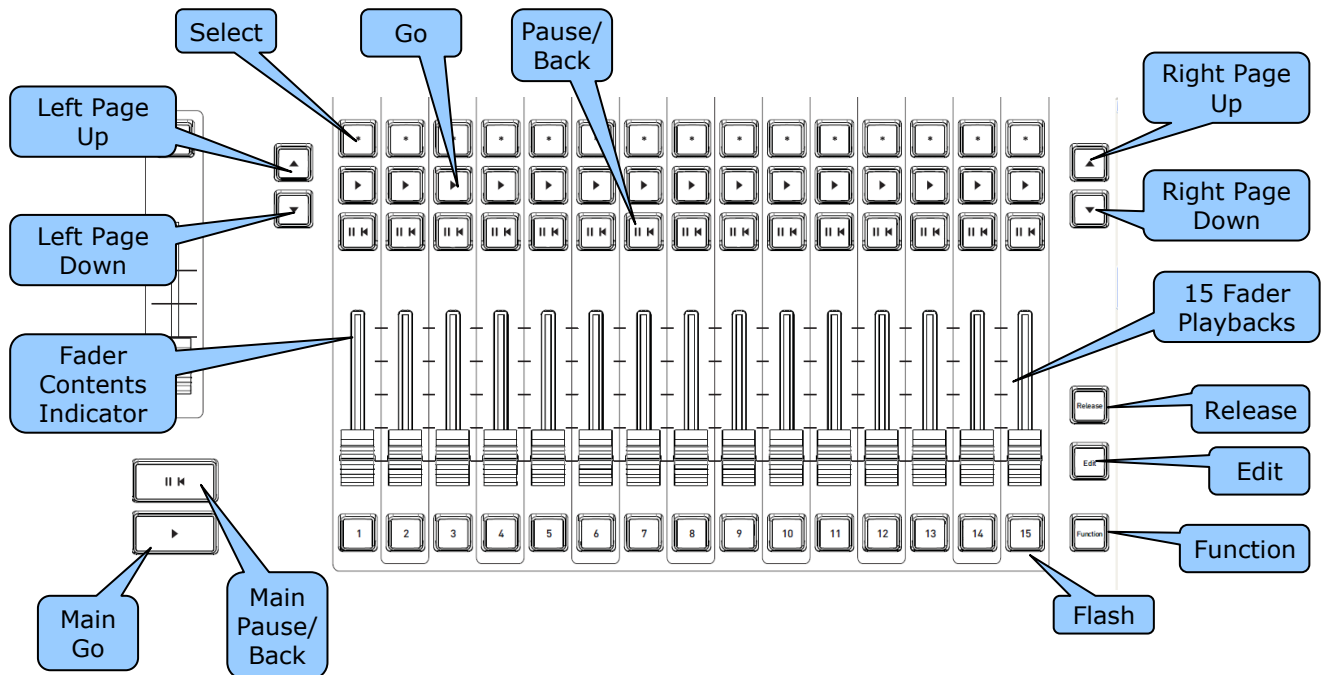 Select
Go
Pause/
Back
Left Page
Up
Right Page
Up
* * * * * * * * * * * * *
Left Page
Down
Right Page
Down
15 Fader
Playbacks
Fader
Contents
Indicator
Release
Release
Edit
Edit
1 2 3 4 5 6 7 8 9 10 11 12 13 14 15
Function
Function
Flash
Main
Go
Main
Pause/
Back